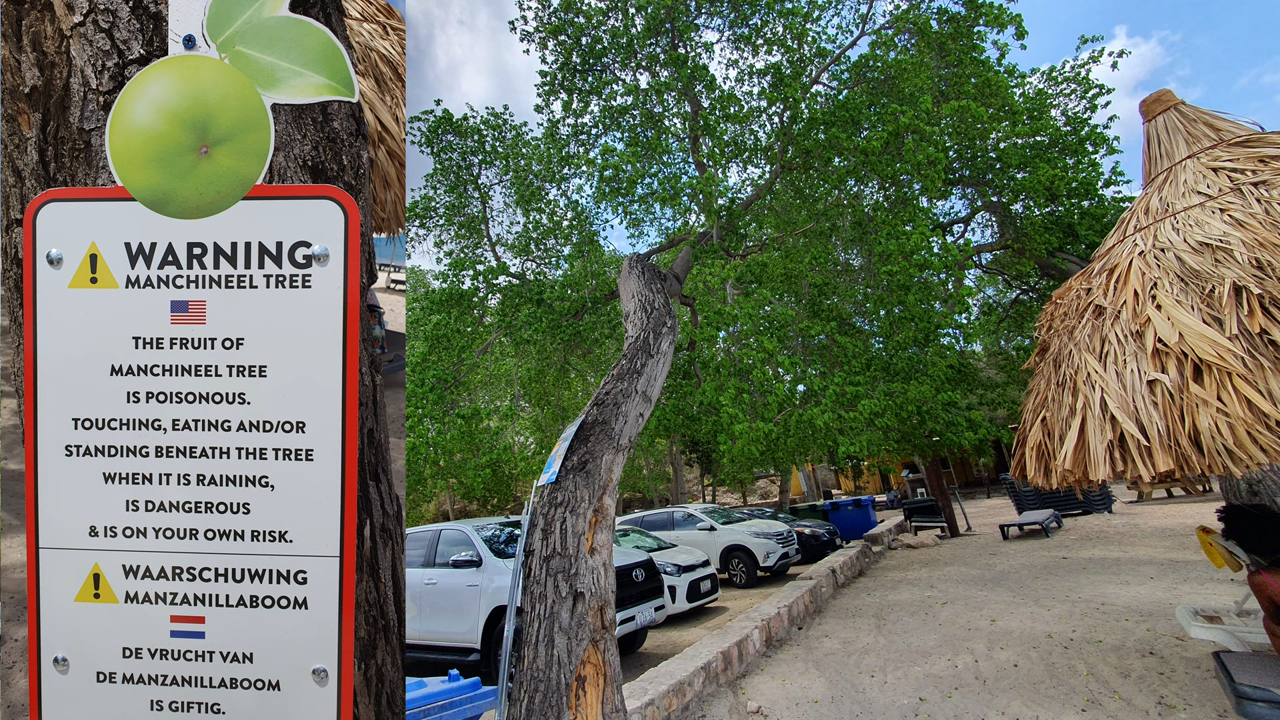 WARNING
MANCHINEEL TREE
THE FRUIT OF
MANCHINEEL TREE
IS POISONOUS.
TOUCHING, EATING AND/OR
STANDING BENEATH THE TREE
WHEN IT IS RAINING,
IS DANGEROUS
& IS ON YOUR OWN RISK.
WAARSCHUWING
MANZANILLABOOM
DE VRUCHT VAN
DE MANZANILLABOOM
IS GIFTIG.